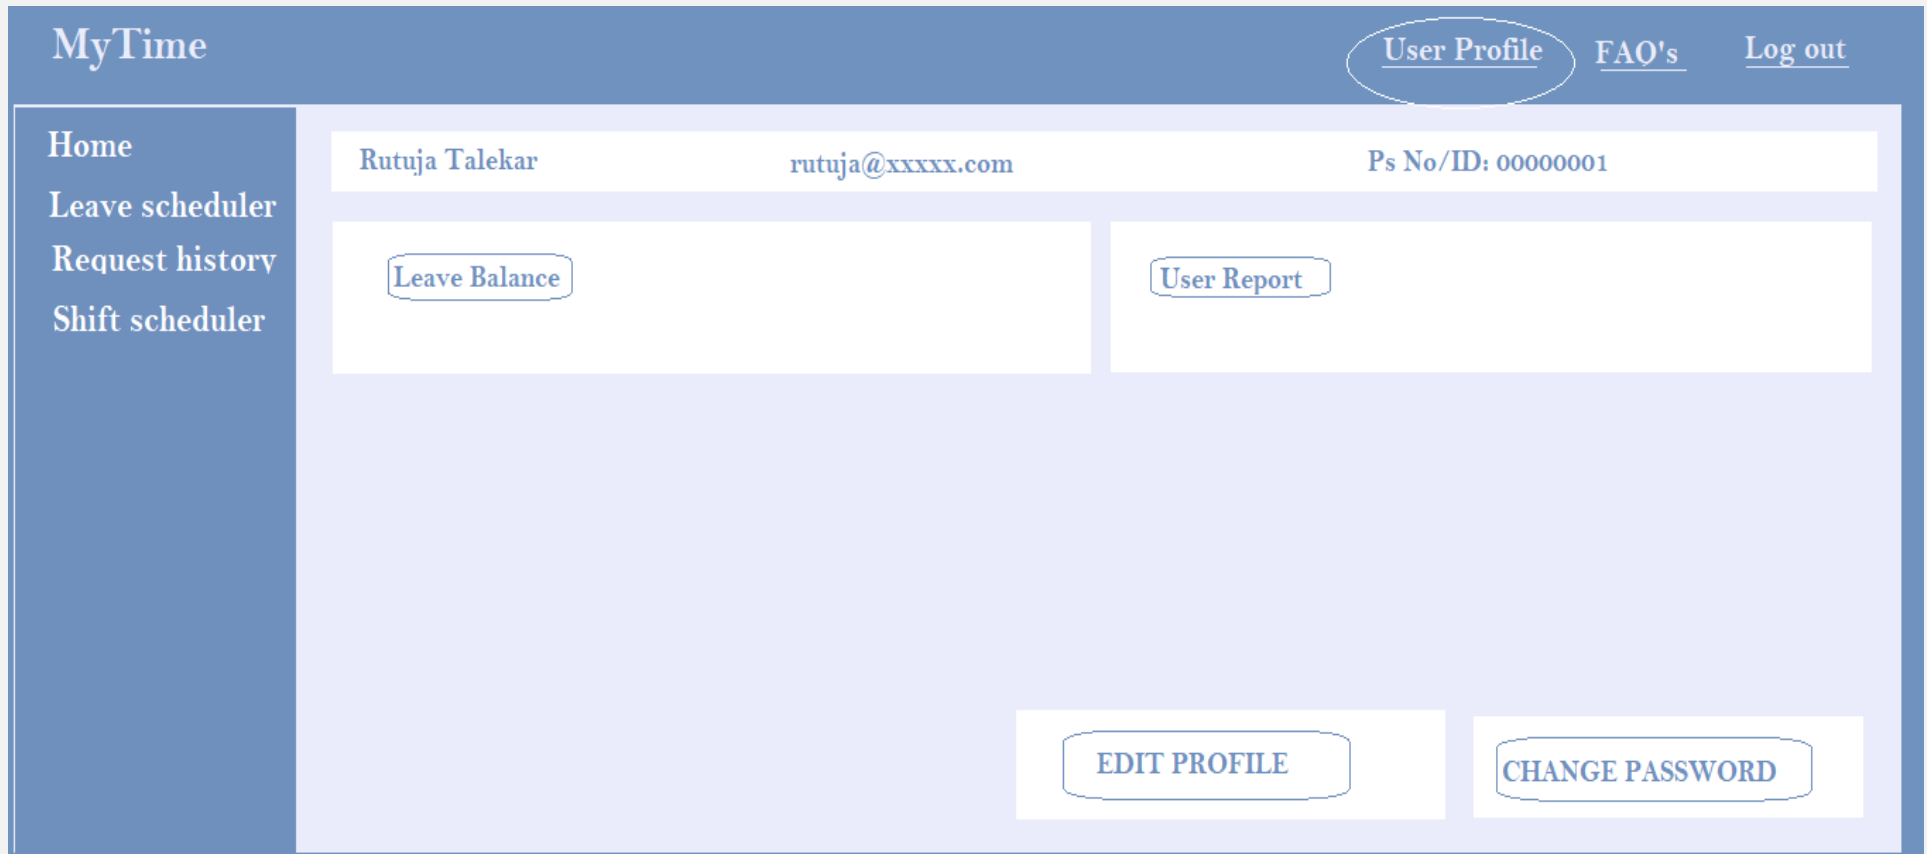 MyTime
User Profile
FAQ's
Log out
Home
Leave scheduler
Request history
Shift scheduler
Rutuja Talekar
rutuja@xxxxx.com
Ps No/ID: 00000001
Leave Balance
User Report
EDIT PROFILE
CHANGE PASSWORD